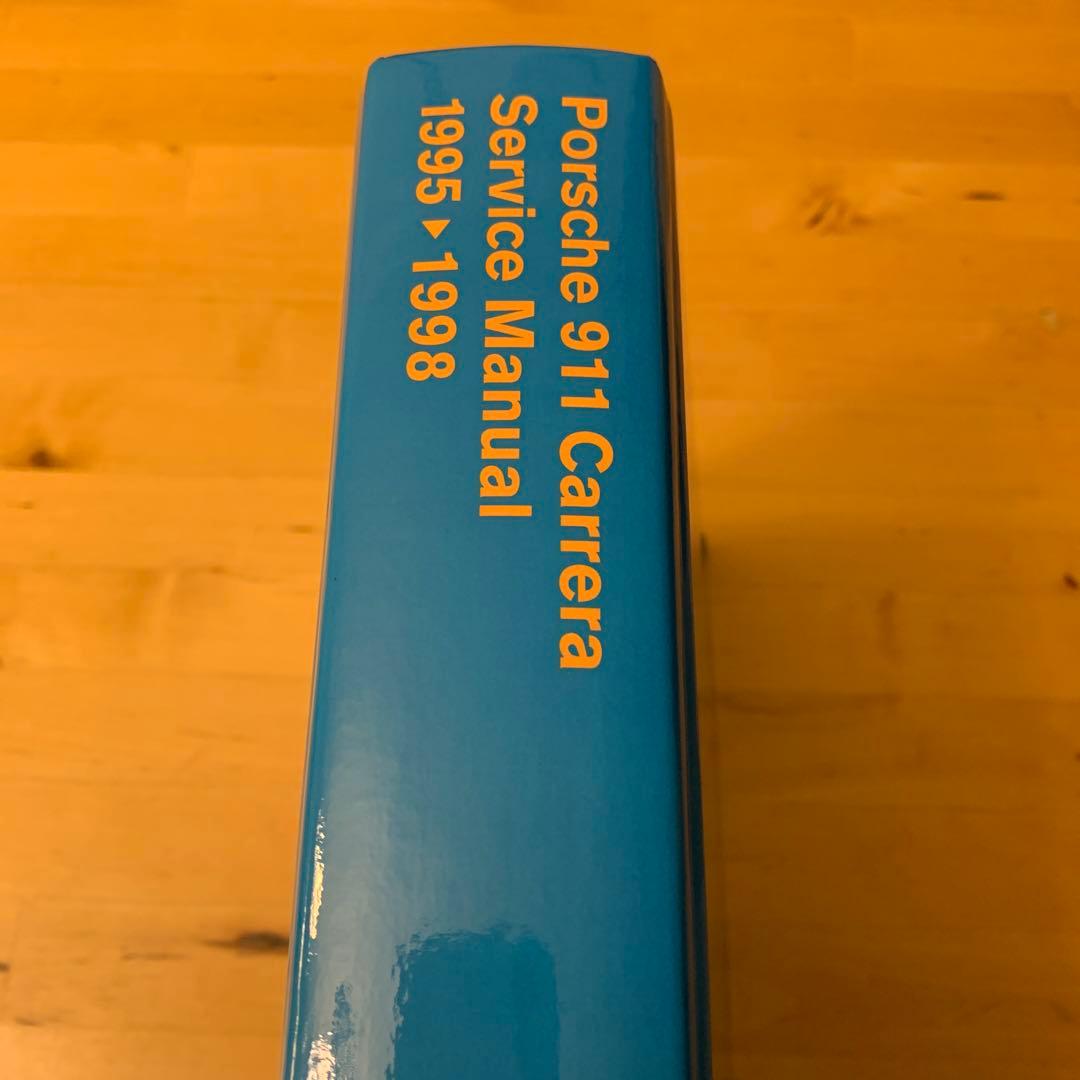 Porsche 911 Carrera
Service Manual
1995 ▸ 1998